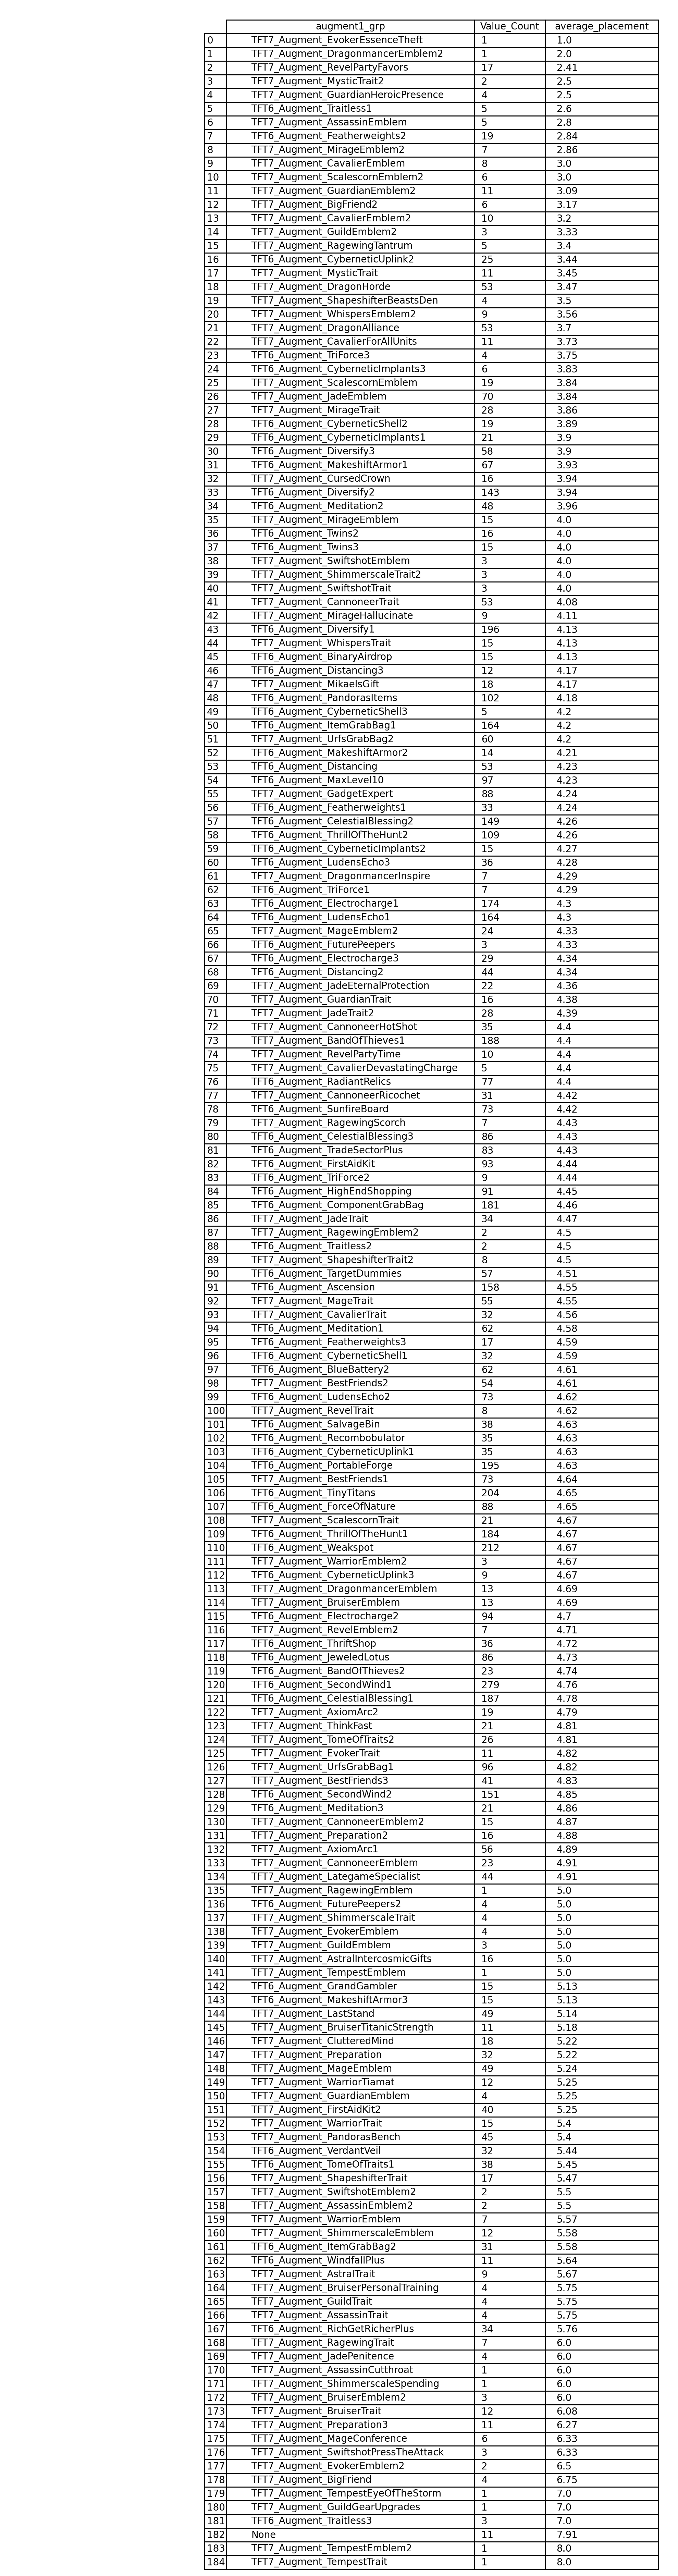 augment1_grp Value_Count average_placement
0 TFT7_Augment_EvokerEssenceTheft 1 1.0
1 TFT7_Augment_DragonmancerEmblem2 1 2.0
2 TFT7_Augment_RevelPartyFavors 17 2.41
3 TFT7_Augment_MysticTrait2 2 2.5
4 TFT7_Augment_GuardianHeroicPresence 4 2.5
5 TFT6_Augment_Traitless1 5 2.6
6 TFT7_Augment_AssassinEmblem 5 2.8
7 TFT6_Augment_Featherweights2 19 2.84
8 TFT7_Augment_MirageEmblem2 7 2.86
9 TFT7_Augment_CavalierEmblem 8 3.0
10 TFT7_Augment_ScalescornEmblem2 6 3.0
11 TFT7_Augment_GuardianEmblem2 11 3.09
12 TFT7_Augment_BigFriend2 6 3.17
13 TFT7_Augment_CavalierEmblem2 10 3.2
14 TFT7_Augment_GuildEmblem2 3 3.33
15 TFT7_Augment_RagewingTantrum 5 3.4
16 TFT6_Augment_CyberneticUplink2 25 3.44
17 TFT7_Augment_MysticTrait 11 3.45
18 TFT7_Augment_DragonHorde 53 3.47
19 TFT7_Augment_ShapeshifterBeastsDen 4 3.5
20 TFT7_Augment_WhispersEmblem2 9 3.56
21 TFT7_Augment_DragonAlliance 53 3.7
22 TFT7_Augment_CavalierForAllUnits 11 3.73
23 TFT6_Augment_TriForce3 4 3.75
24 TFT6_Augment_CyberneticImplants3 6 3.83
25 TFT7_Augment_ScalescornEmblem 19 3.84
26 TFT7_Augment_JadeEmblem 70 3.84
27 TFT7_Augment_MirageTrait 28 3.86
28 TFT6_Augment_CyberneticShell2 19 3.89
29 TFT6_Augment_CyberneticImplants1 21 3.9
30 TFT6_Augment_Diversify3 58 3.9
31 TFT6_Augment_MakeshiftArmor1 67 3.93
32 TFT7_Augment_CursedCrown 16 3.94
33 TFT6_Augment_Diversify2 143 3.94
34 TFT6_Augment_Meditation2 48 3.96
35 TFT7_Augment_MirageEmblem 15 4.0
36 TFT6_Augment_Twins2 16 4.0
37 TFT6_Augment_Twins3 15 4.0
38 TFT7_Augment_SwiftshotEmblem 3 4.0
39 TFT7_Augment_ShimmerscaleTrait2 3 4.0
40 TFT7_Augment_SwiftshotTrait 3 4.0
41 TFT7_Augment_CannoneerTrait 53 4.08
42 TFT7_Augment_MirageHallucinate 9 4.11
43 TFT6_Augment_Diversify1 196 4.13
44 TFT7_Augment_WhispersTrait 15 4.13
45 TFT6_Augment_BinaryAirdrop 15 4.13
46 TFT6_Augment_Distancing3 12 4.17
47 TFT7_Augment_MikaelsGift 18 4.17
48 TFT6_Augment_PandorasItems 102 4.18
49 TFT6_Augment_CyberneticShell3 5 4.2
50 TFT6_Augment_ItemGrabBag1 164 4.2
51 TFT7_Augment_UrfsGrabBag2 60 4.2
52 TFT6_Augment_MakeshiftArmor2 14 4.21
53 TFT6_Augment_Distancing 53 4.23
54 TFT6_Augment_MaxLevel10 97 4.23
55 TFT7_Augment_GadgetExpert 88 4.24
56 TFT6_Augment_Featherweights1 33 4.24
57 TFT6_Augment_CelestialBlessing2 149 4.26
58 TFT6_Augment_ThrillOfTheHunt2 109 4.26
59 TFT6_Augment_CyberneticImplants2 15 4.27
60 TFT6_Augment_LudensEcho3 36 4.28
61 TFT7_Augment_DragonmancerInspire 7 4.29
62 TFT6_Augment_TriForce1 7 4.29
63 TFT6_Augment_Electrocharge1 174 4.3
64 TFT6_Augment_LudensEcho1 164 4.3
65 TFT7_Augment_MageEmblem2 24 4.33
66 TFT6_Augment_FuturePeepers 3 4.33
67 TFT6_Augment_Electrocharge3 29 4.34
68 TFT6_Augment_Distancing2 44 4.34
69 TFT7_Augment_JadeEternalProtection 22 4.36
70 TFT7_Augment_GuardianTrait 16 4.38
71 TFT7_Augment_JadeTrait2 28 4.39
72 TFT7_Augment_CannoneerHotShot 35 4.4
73 TFT7_Augment_BandOfThieves1 188 4.4
74 TFT7_Augment_RevelPartyTime 10 4.4
75 TFT7_Augment_CavalierDevastatingCharge 5 4.4
76 TFT6_Augment_RadiantRelics 77 4.4
77 TFT7_Augment_CannoneerRicochet 31 4.42
78 TFT6_Augment_SunfireBoard 73 4.42
79 TFT7_Augment_RagewingScorch 7 4.43
80 TFT6_Augment_CelestialBlessing3 86 4.43
81 TFT6_Augment_TradeSectorPlus 83 4.43
82 TFT6_Augment_FirstAidKit 93 4.44
83 TFT6_Augment_TriForce2 9 4.44
84 TFT6_Augment_HighEndShopping 91 4.45
85 TFT6_Augment_ComponentGrabBag 181 4.46
86 TFT7_Augment_JadeTrait 34 4.47
87 TFT7_Augment_RagewingEmblem2 2 4.5
88 TFT6_Augment_Traitless2 2 4.5
89 TFT7_Augment_ShapeshifterTrait2 8 4.5
90 TFT6_Augment_TargetDummies 57 4.51
91 TFT6_Augment_Ascension 158 4.55
92 TFT7_Augment_MageTrait 55 4.55
93 TFT7_Augment_CavalierTrait 32 4.56
94 TFT6_Augment_Meditation1 62 4.58
95 TFT6_Augment_Featherweights3 17 4.59
96 TFT6_Augment_CyberneticShell1 32 4.59
97 TFT6_Augment_BlueBattery2 62 4.61
98 TFT7_Augment_BestFriends2 54 4.61
99 TFT6_Augment_LudensEcho2 73 4.62
100 TFT7_Augment_RevelTrait 8 4.62
101 TFT6_Augment_SalvageBin 38 4.63
102 TFT6_Augment_Recombobulator 35 4.63
103 TFT6_Augment_CyberneticUplink1 35 4.63
104 TFT6_Augment_PortableForge 195 4.63
105 TFT7_Augment_BestFriends1 73 4.64
106 TFT6_Augment_TinyTitans 204 4.65
107 TFT6_Augment_ForceOfNature 88 4.65
108 TFT7_Augment_ScalescornTrait 21 4.67
109 TFT6_Augment_ThrillOfTheHunt1 184 4.67
110 TFT6_Augment_Weakspot 212 4.67
111 TFT7_Augment_WarriorEmblem2 3 4.67
112 TFT6_Augment_CyberneticUplink3 9 4.67
113 TFT7_Augment_DragonmancerEmblem 13 4.69
114 TFT7_Augment_BruiserEmblem 13 4.69
115 TFT6_Augment_Electrocharge2 94 4.7
116 TFT7_Augment_RevelEmblem2 7 4.71
117 TFT6_Augment_ThriftShop 36 4.72
118 TFT6_Augment_JeweledLotus 86 4.73
119 TFT6_Augment_BandOfThieves2 23 4.74
120 TFT6_Augment_SecondWind1 279 4.76
121 TFT6_Augment_CelestialBlessing1 187 4.78
122 TFT7_Augment_AxiomArc2 19 4.79
123 TFT7_Augment_ThinkFast 21 4.81
124 TFT6_Augment_TomeOfTraits2 26 4.81
125 TFT7_Augment_EvokerTrait 11 4.82
126 TFT7_Augment_UrfsGrabBag1 96 4.82
127 TFT7_Augment_BestFriends3 41 4.83
128 TFT6_Augment_SecondWind2 151 4.85
129 TFT6_Augment_Meditation3 21 4.86
130 TFT7_Augment_CannoneerEmblem2 15 4.87
131 TFT7_Augment_Preparation2 16 4.88
132 TFT7_Augment_AxiomArc1 56 4.89
133 TFT7_Augment_CannoneerEmblem 23 4.91
134 TFT7_Augment_LategameSpecialist 44 4.91
135 TFT7_Augment_RagewingEmblem 1 5.0
136 TFT6_Augment_FuturePeepers2 4 5.0
137 TFT7_Augment_ShimmerscaleTrait 4 5.0
138 TFT7_Augment_EvokerEmblem 4 5.0
139 TFT7_Augment_GuildEmblem 3 5.0
140 TFT7_Augment_AstralIntercosmicGifts 16 5.0
141 TFT7_Augment_TempestEmblem 1 5.0
142 TFT6_Augment_GrandGambler 15 5.13
143 TFT6_Augment_MakeshiftArmor3 15 5.13
144 TFT7_Augment_LastStand 49 5.14
145 TFT7_Augment_BruiserTitanicStrength 11 5.18
146 TFT6_Augment_ClutteredMind 18 5.22
147 TFT7_Augment_Preparation 32 5.22
148 TFT7_Augment_MageEmblem 49 5.24
149 TFT7_Augment_WarriorTiamat 12 5.25
150 TFT7_Augment_GuardianEmblem 4 5.25
151 TFT7_Augment_FirstAidKit2 40 5.25
152 TFT7_Augment_WarriorTrait 15 5.4
153 TFT7_Augment_PandorasBench 45 5.4
154 TFT6_Augment_VerdantVeil 32 5.44
155 TFT6_Augment_TomeOfTraits1 38 5.45
156 TFT7_Augment_ShapeshifterTrait 17 5.47
157 TFT7_Augment_SwiftshotEmblem2 2 5.5
158 TFT7_Augment_AssassinEmblem2 2 5.5
159 TFT7_Augment_WarriorEmblem 7 5.57
160 TFT7_Augment_ShimmerscaleEmblem 12 5.58
161 TFT6_Augment_ItemGrabBag2 31 5.58
162 TFT6_Augment_WindfallPlus 11 5.64
163 TFT7_Augment_AstralTrait 9 5.67
164 TFT7_Augment_BruiserPersonalTraining 4 5.75
165 TFT7_Augment_GuildTrait 4 5.75
166 TFT7_Augment_AssassinTrait 4 5.75
167 TFT6_Augment_RichGetRicherPlus 34 5.76
168 TFT7_Augment_RagewingTrait 7 6.0
169 TFT7_Augment_JadePenitence 4 6.0
170 TFT7_Augment_AssassinCutthroat 1 6.0
171 TFT7_Augment_ShimmerscaleSpending 1 6.0
172 TFT7_Augment_BruiserEmblem2 3 6.0
173 TFT7_Augment_BruiserTrait 12 6.08
174 TFT7_Augment_Preparation3 11 6.27
175 TFT7_Augment_MageConference 6 6.33
176 TFT7_Augment_SwiftshotPressTheAttack 3 6.33
177 TFT7_Augment_EvokerEmblem2 2 6.5
178 TFT7_Augment_BigFriend 4 6.75
179 TFT7_Augment_TempestEyeOfTheStorm 1 7.0
180 TFT7_Augment_GuildGearUpgrades 1 7.0
181 TFT6_Augment_Traitless3 3 7.0
182 None 11 7.91
183 TFT7_Augment_TempestEmblem2 1 8.0
184 TFT7_Augment_TempestTrait 1 8.0